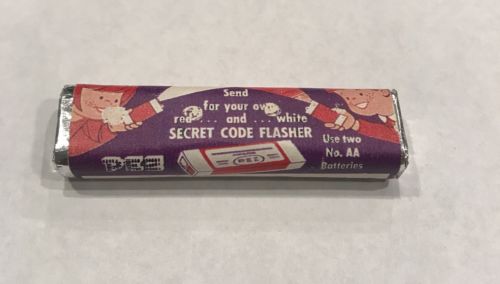 Send
for your own
red ... and ... white
SECRET CODE FLASHER
Use two
No. AA
Batteries
PEZ
PEZ